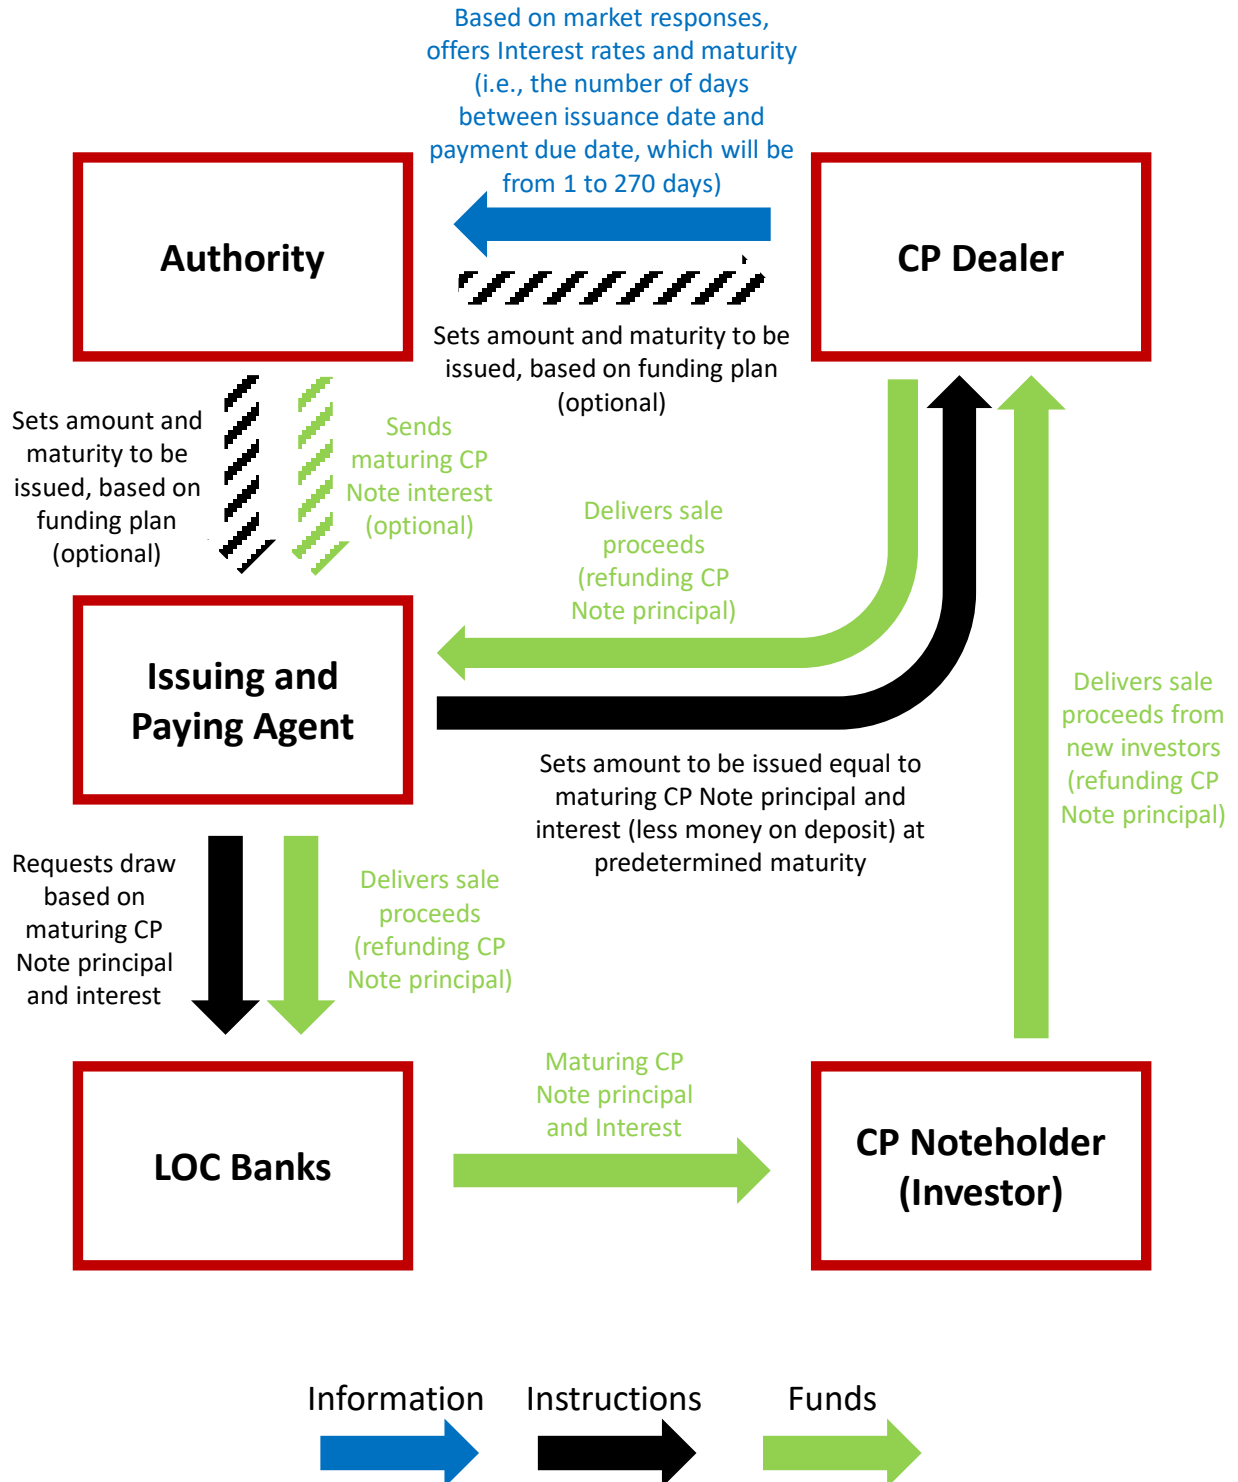 Based on market responses,
offers Interest rates and maturity
(i.e., the number of days
between issuance date and
payment due date, which will be
from 1 to 270 days)
Authority
CP Dealer
Sets amount and maturity to be
issued, based on funding plan
(optional)
Sets amount and
maturity to be
issued, based on
funding plan
(optional)
Sends
maturing CP
Note interest
(optional)
Delivers sale
proceeds
(refunding CP
Note principal)
Issuing and
Paying Agent
Delivers sale
proceeds from
new investors
(refunding CP
Note principal)
Sets amount to be issued equal to
maturing CP Note principal and
interest (less money on deposit) at
predetermined maturity
Requests draw
based on
maturing CP
Note principal
and interest
Delivers sale
proceeds
(refunding CP
Note principal)
Maturing CP
Note principal
and Interest
LOC Banks
CP Noteholder
(Investor)
Information
Instructions
Funds